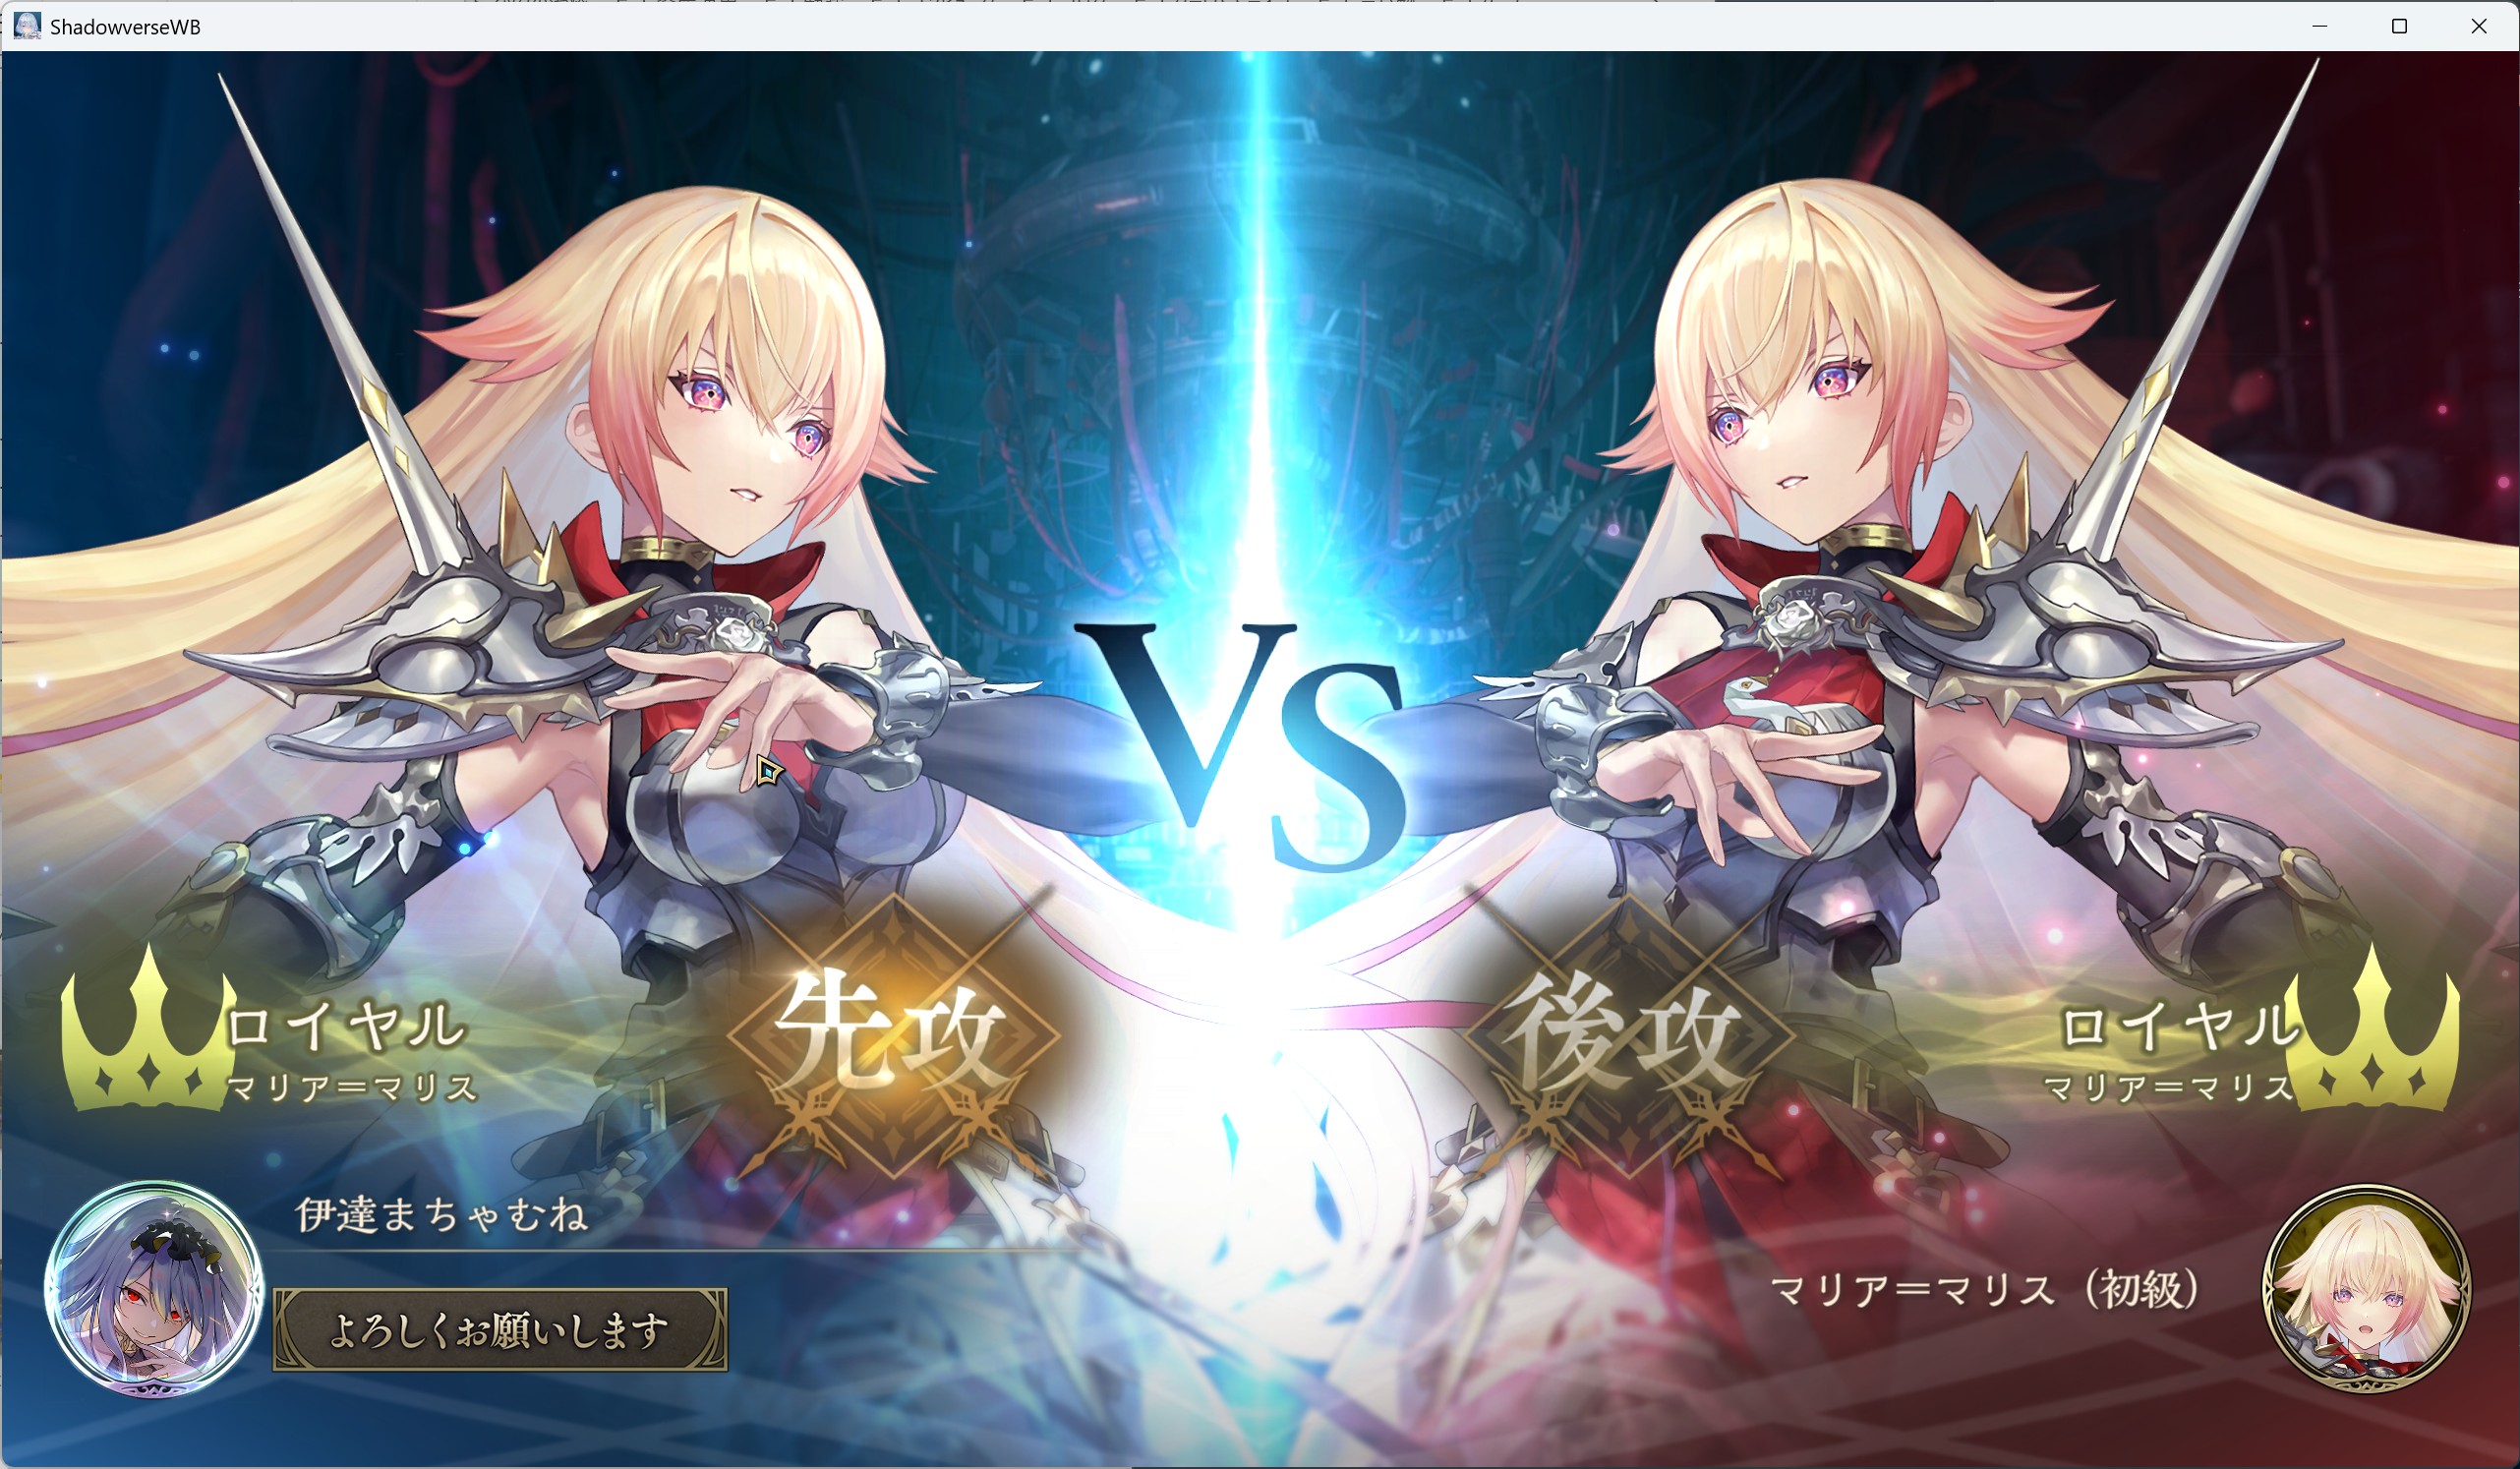 ShadowverseWB
VS
先攻
後攻
ロイヤル
マリア＝マリス
ロイヤル
マリア＝マリス
伊達まちゃむね
よろしくお願いします
マリア＝マリス（初級）